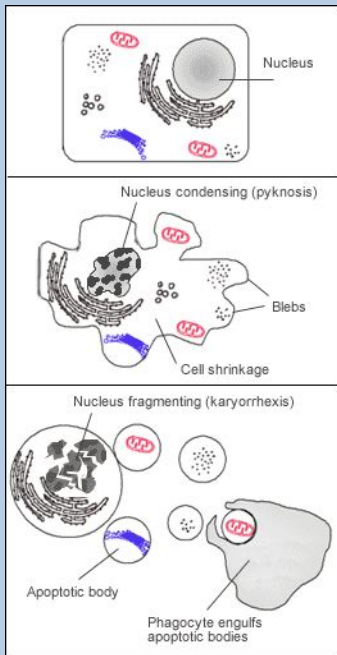 Nucleus
Nucleus condensing (pyknosis)
Blebs
Cell shrinkage
Nucleus fragmenting (karyorrhexis)
Apoptotic body
Phagocyte engulfs
apoptotic bodies